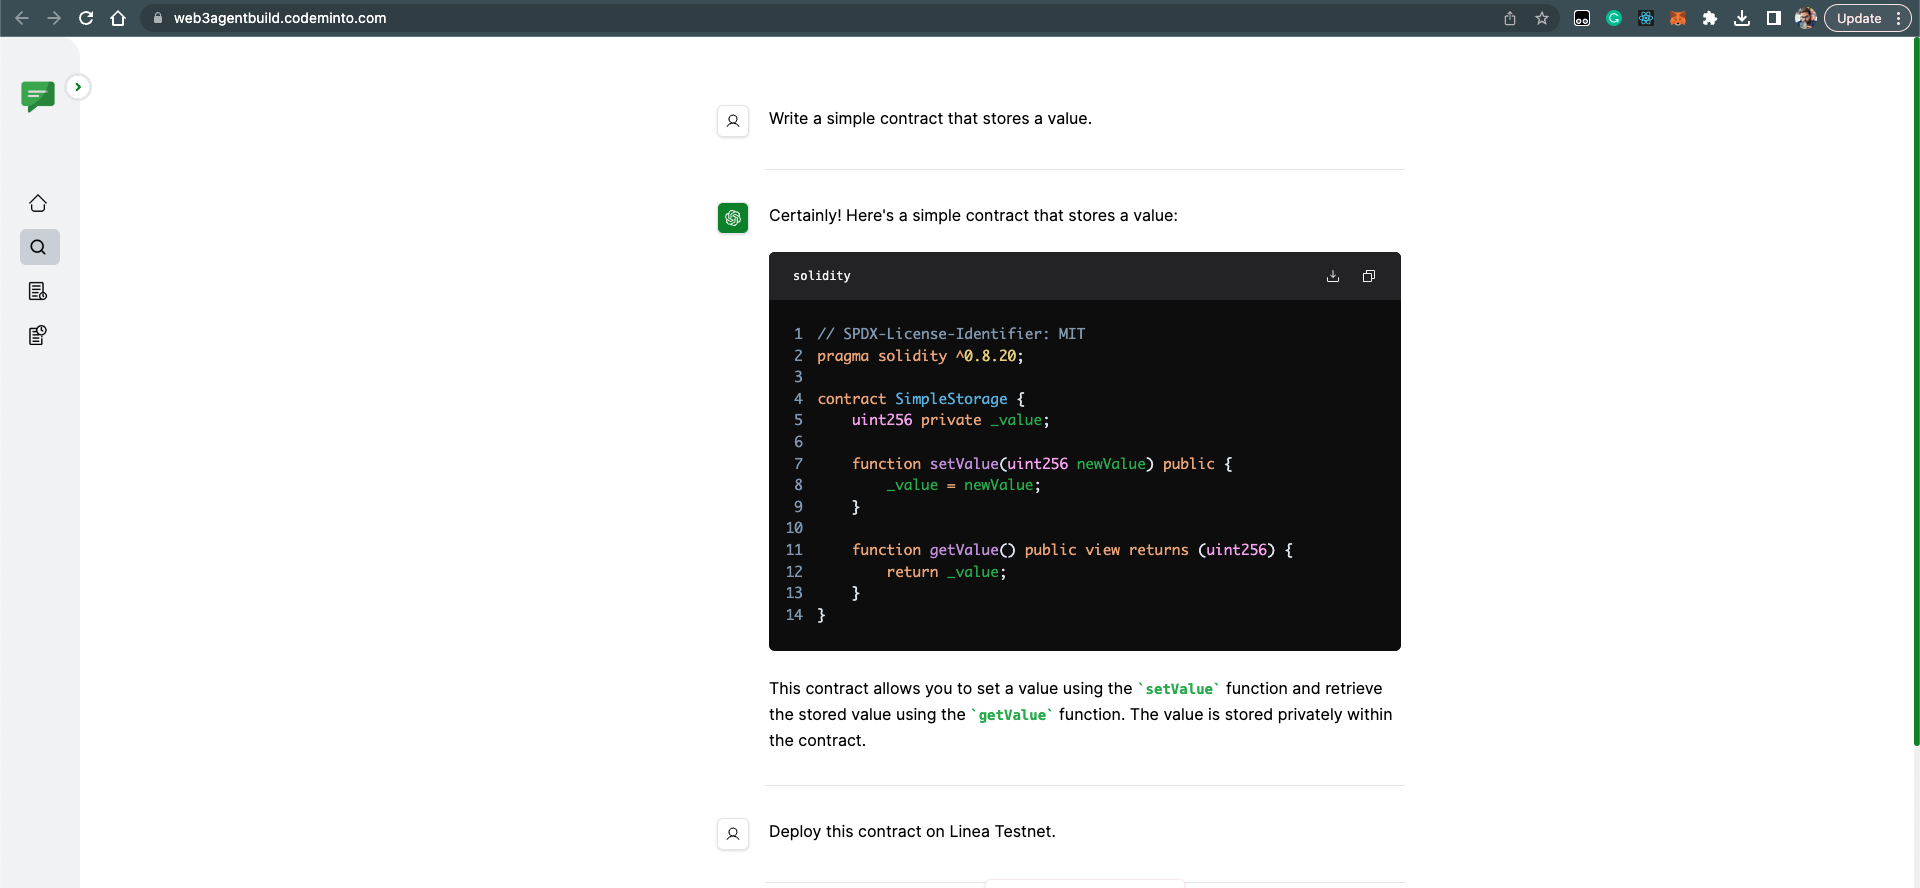 web3agentbuild.codeminto.com
Update
Write a simple contract that stores a value.
Certainly! Here's a simple contract that stores a value:
solidity
1 // SPDX-License-Identifier: MIT
2 pragma solidity ^0.8.20;
3
4 contract SimpleStorage {
5 uint256 private _value;
6
7 function setValue(uint256 newValue) public {
8 _value = newValue;
9 }
10
11 function getValue() public view returns (uint256) {
12 return _value;
13 }
14 }
This contract allows you to set a value using the `setValue` function and retrieve
the stored value using the `getValue` function. The value is stored privately within
the contract.
Deploy this contract on Linea Testnet.